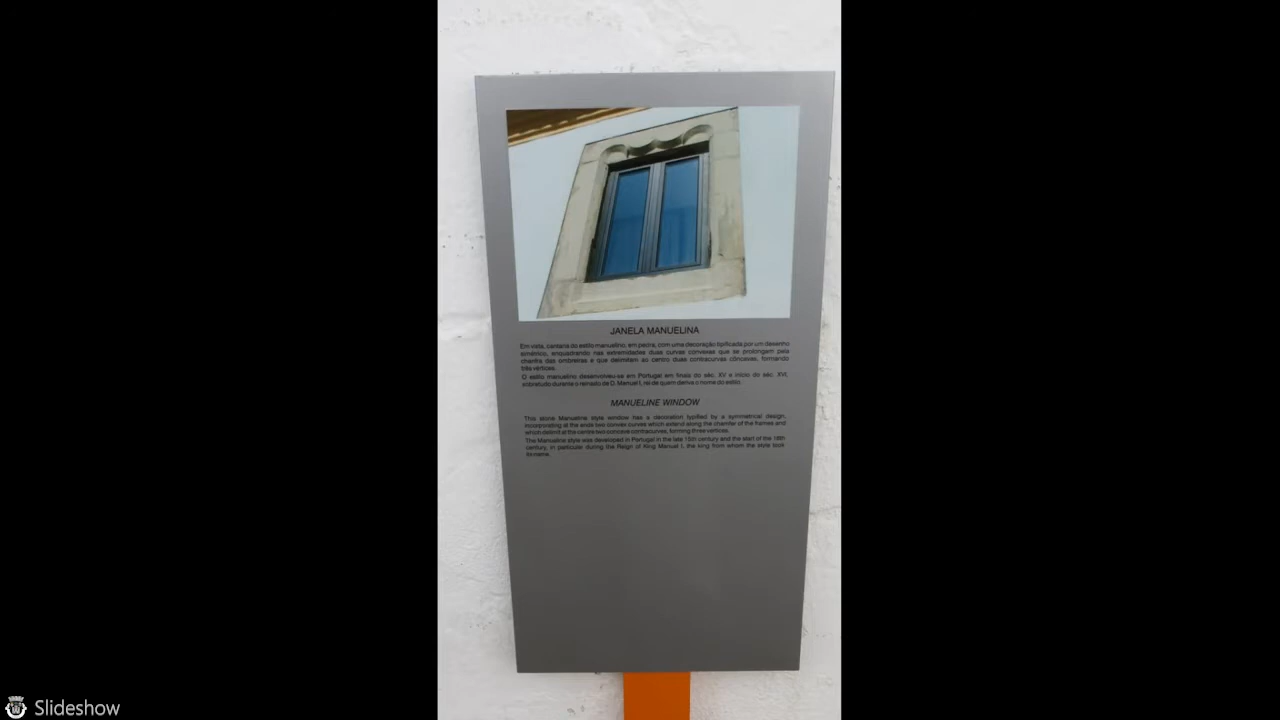 JANELA MANUELINA
Em vista, cantaria do estilo manuelino, em pedra, com uma decoração tipificada por um desenho
simétrico, enquadrando nas extremidades duas curvas convexas que se prolongam pela
chanfra das ombreiras e que delimitam ao centro duas contracurvas côncavas, formando
três vértices.
O estilo manuelino desenvolveu-se em Portugal em finais do séc. XV e início do séc. XVI,
sobretudo durante o reinado de D. Manuel I, rei de quem deriva o nome do estilo.
MANUELINE WINDOW
This stone Manueline style window has a decoration typified by a symmetrical design,
incorporating at the ends two convex curves which extend along the chamfer of the frames and
which delimit at the centre two concave contracurves, forming three vertices.
The Manueline style was developed in Portugal in the late 15th century and the start of the 16th
century, in particular during the Reign of King Manuel I, the king from whom the style took
its name.
Slideshow